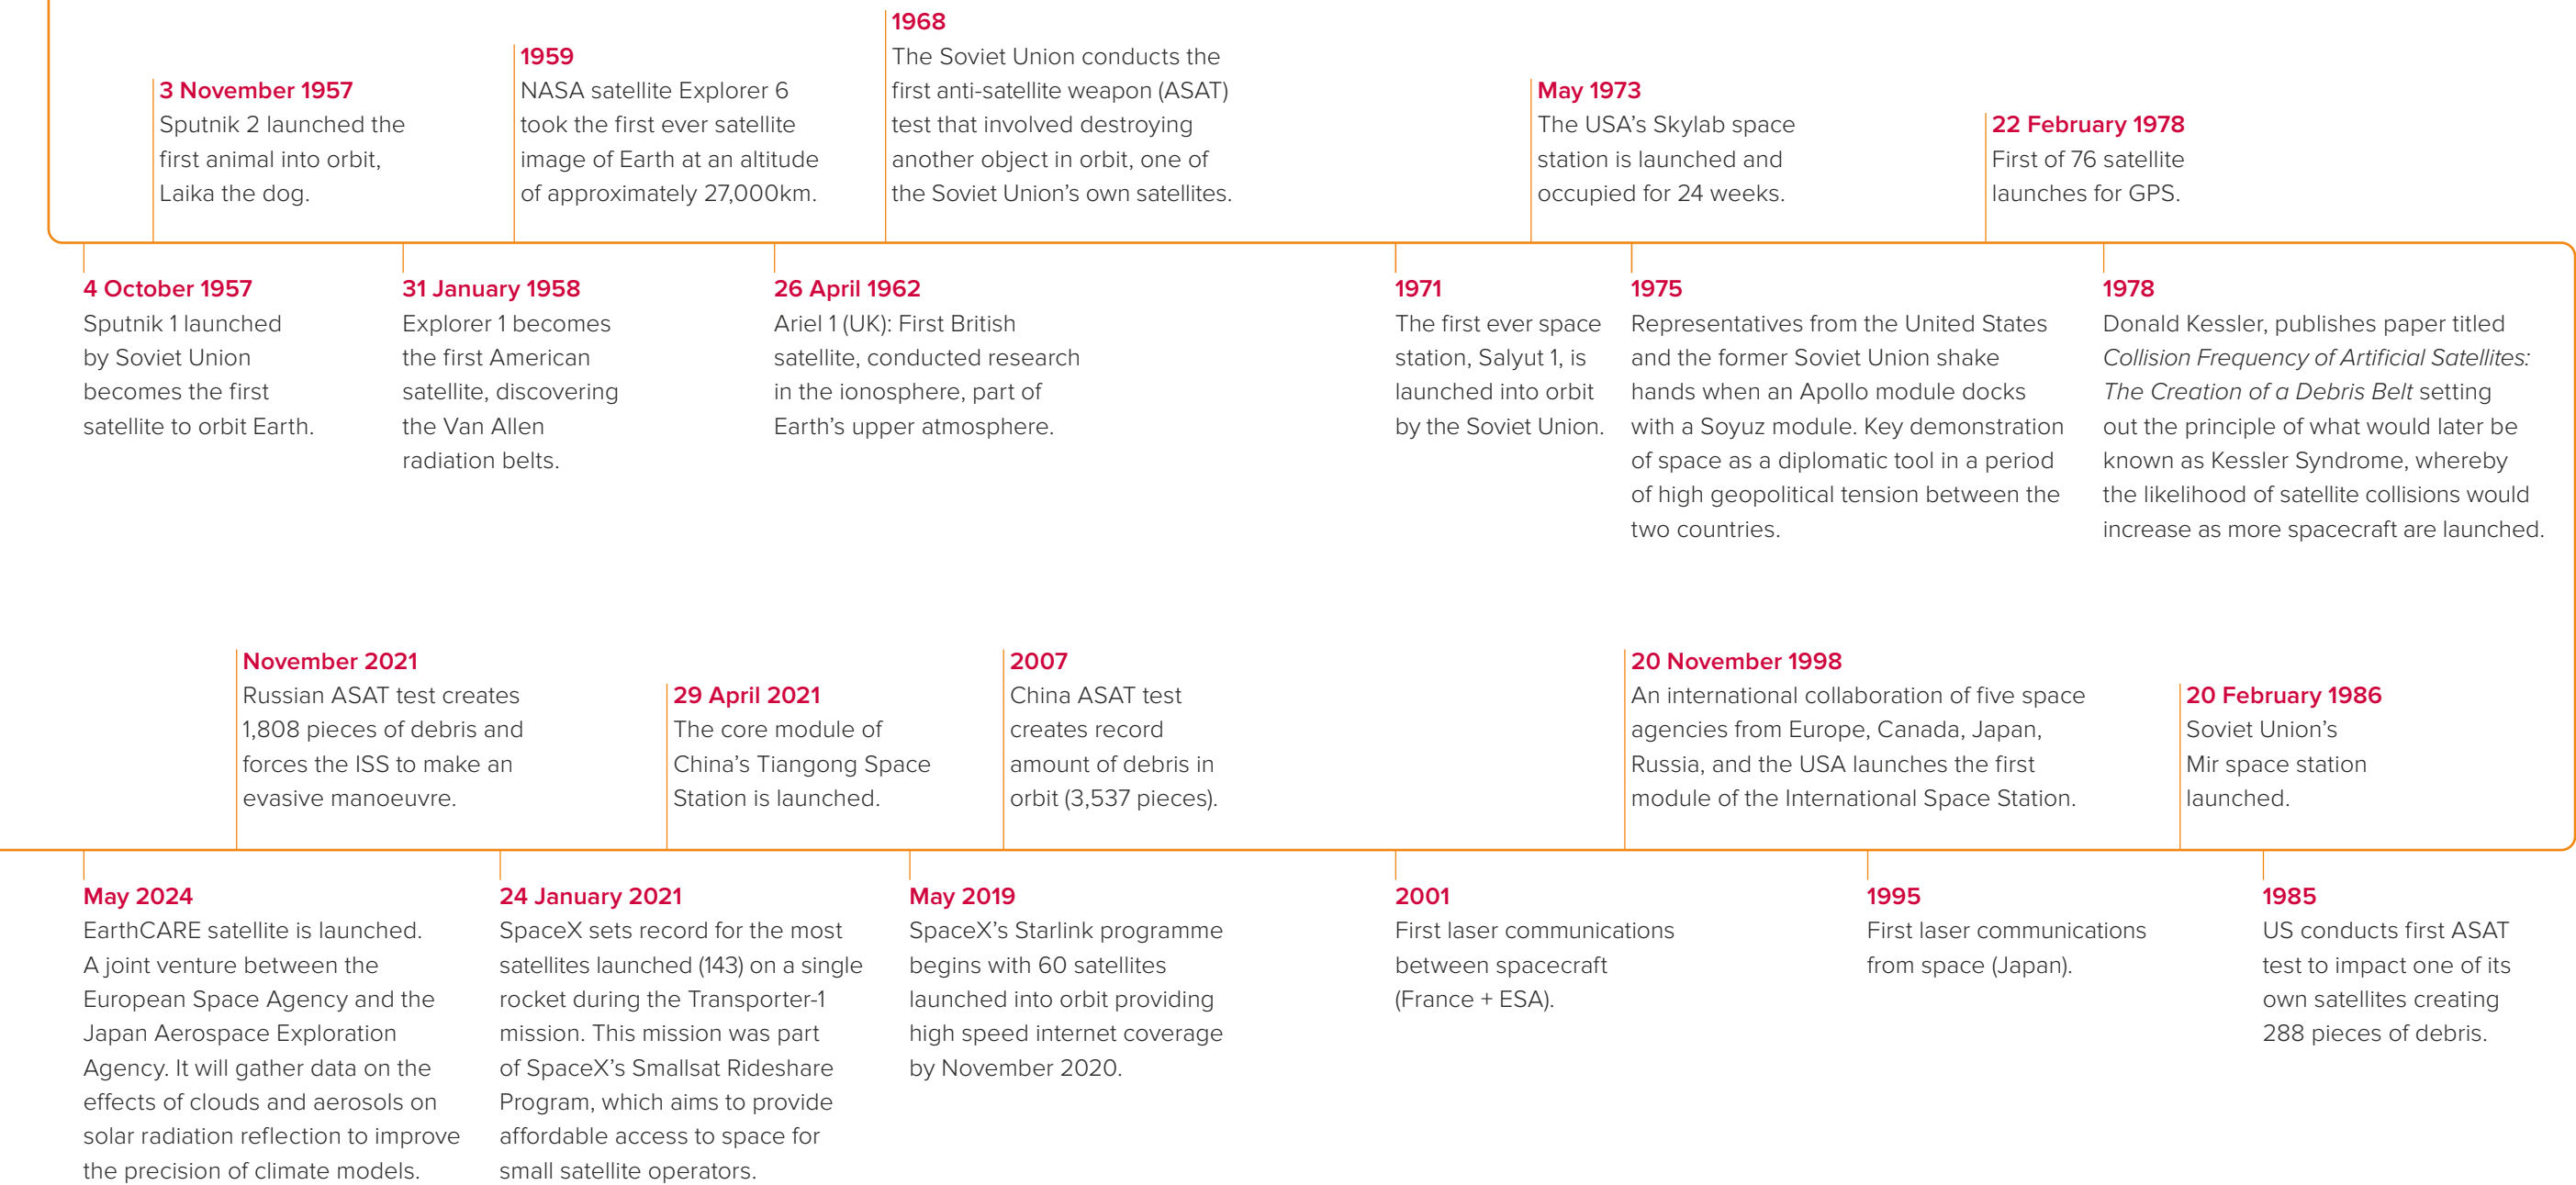 4 October 1957
Sputnik 1 launched
by Soviet Union
becomes the first
satellite to orbit Earth.
3 November 1957
Sputnik 2 launched the
first animal into orbit,
Laika the dog.
31 January 1958
Explorer 1 becomes
the first American
satellite, discovering
the Van Allen
radiation belts.
1959
NASA satellite Explorer 6
took the first ever satellite
image of Earth at an altitude
of approximately 27,000km.
26 April 1962
Ariel 1 (UK): First British
satellite, conducted research
in the ionosphere, part of
Earth's upper atmosphere.
1968
The Soviet Union conducts the
first anti-satellite weapon (ASAT)
test that involved destroying
another object in orbit, one of
the Soviet Union's own satellites.
1971
The first ever space
station, Salyut 1, is
launched into orbit
by the Soviet Union.
May 1973
The USA's Skylab space
station is launched and
occupied for 24 weeks.
1975
Representatives from the United States
and the former Soviet Union shake
hands when an Apollo module docks
with a Soyuz module. Key demonstration
of space as a diplomatic tool in a period
of high geopolitical tension between the
two countries.
22 February 1978
First of 76 satellite
launches for GPS.
1978
Donald Kessler, publishes paper titled
Collision Frequency of Artificial Satellites:
The Creation of a Debris Belt setting
out the principle of what would later be
known as Kessler Syndrome, whereby
the likelihood of satellite collisions would
increase as more spacecraft are launched.
1985
US conducts first ASAT
test to impact one of its
own satellites creating
288 pieces of debris.
20 February 1986
Soviet Union's
Mir space station
launched.
1995
First laser communications
from space (Japan).
20 November 1998
An international collaboration of five space
agencies from Europe, Canada, Japan,
Russia, and the USA launches the first
module of the International Space Station.
2001
First laser communications
between spacecraft
(France + ESA).
2007
China ASAT test
creates record
amount of debris in
orbit (3,537 pieces).
May 2019
SpaceX's Starlink programme
begins with 60 satellites
launched into orbit providing
high speed internet coverage
by November 2020.
29 April 2021
The core module of
China's Tiangong Space
Station is launched.
24 January 2021
SpaceX sets record for the most
satellites launched (143) on a single
rocket during the Transporter-1
mission. This mission was part
of SpaceX's Smallsat Rideshare
Program, which aims to provide
affordable access to space for
small satellite operators.
November 2021
Russian ASAT test creates
1,808 pieces of debris and
forces the ISS to make an
evasive manoeuvre.
May 2024
EarthCARE satellite is launched.
A joint venture between the
European Space Agency and the
Japan Aerospace Exploration
Agency. It will gather data on the
effects of clouds and aerosols on
solar radiation reflection to improve
the precision of climate models.